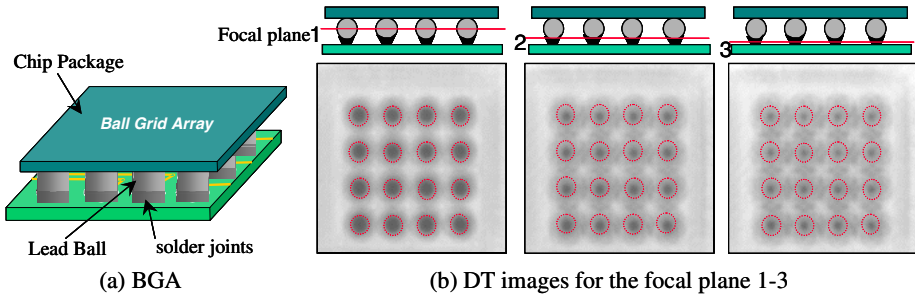 Focal plane1
2
3
Chip Package
Ball Grid Array
Lead Ball
solder joints
(a) BGA
(b) DT images for the focal plane 1-3